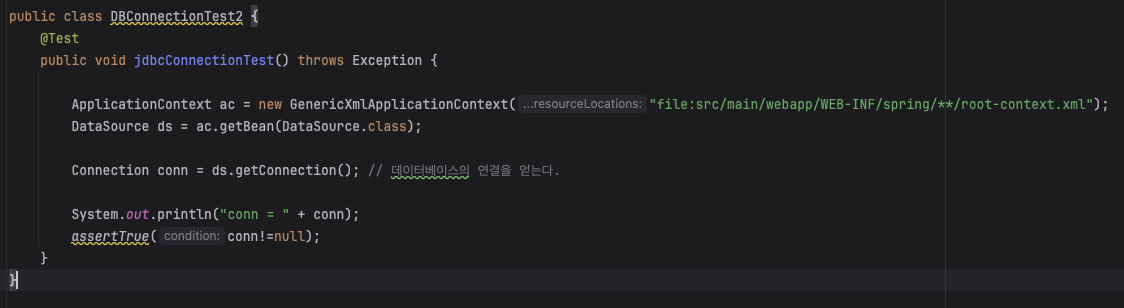 public class DBConnectionTest2 {
@Test
public void jdbcConnectionTest() throws Exception {
ApplicationContext ac = new GenericXmlApplicationContext( ...resourceLocations: "file:src/main/webapp/WEB-INF/spring/**/root-context.xml");
DataSource ds = ac.getBean(DataSource.class);
Connection conn = ds.getConnection(); // 데이터베이스의 연결을 얻는다.
System.out.println("conn = " + conn);
assertTrue( condition: conn!=null);
}
}